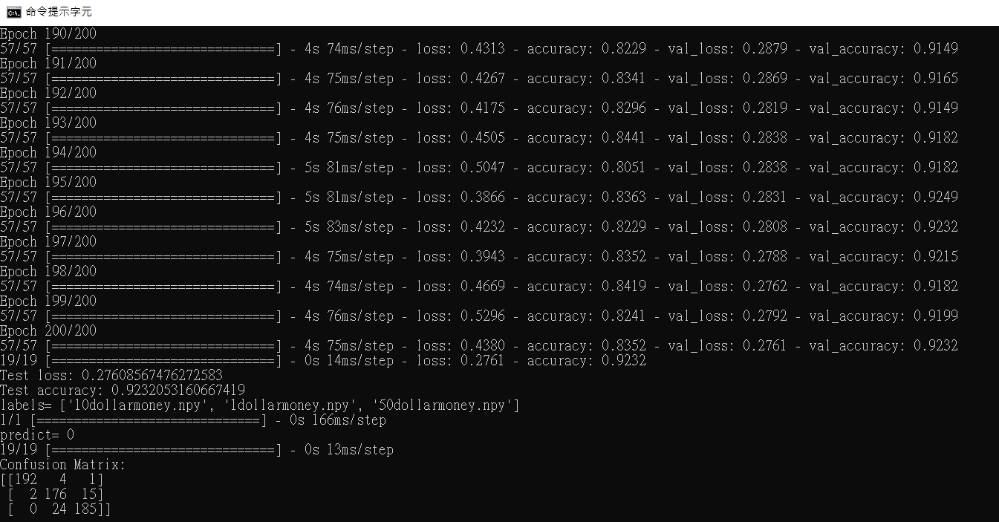 命令提示字元
Epoch 190/200
57/57 [==============================] - 4s 74ms/step - loss: 0.4313 - accuracy: 0.8229 - val_loss: 0.2879 - val_accuracy: 0.9149
Epoch 191/200
57/57 [==============================] - 4s 75ms/step - loss: 0.4267 - accuracy: 0.8341 - val_loss: 0.2869 - val_accuracy: 0.9165
Epoch 192/200
57/57 [==============================] - 4s 76ms/step - loss: 0.4175 - accuracy: 0.8296 - val_loss: 0.2819 - val_accuracy: 0.9149
Epoch 193/200
57/57 [==============================] - 4s 75ms/step - loss: 0.4505 - accuracy: 0.8441 - val_loss: 0.2838 - val_accuracy: 0.9182
Epoch 194/200
57/57 [==============================] - 5s 81ms/step - loss: 0.5047 - accuracy: 0.8051 - val_loss: 0.2838 - val_accuracy: 0.9182
Epoch 195/200
57/57 [==============================] - 5s 81ms/step - loss: 0.3866 - accuracy: 0.8363 - val_loss: 0.2831 - val_accuracy: 0.9249
Epoch 196/200
57/57 [==============================] - 5s 83ms/step - loss: 0.4232 - accuracy: 0.8229 - val_loss: 0.2808 - val_accuracy: 0.9232
Epoch 197/200
57/57 [==============================] - 4s 75ms/step - loss: 0.3943 - accuracy: 0.8352 - val_loss: 0.2788 - val_accuracy: 0.9215
Epoch 198/200
57/57 [==============================] - 4s 74ms/step - loss: 0.4669 - accuracy: 0.8419 - val_loss: 0.2762 - val_accuracy: 0.9182
Epoch 199/200
57/57 [==============================] - 4s 76ms/step - loss: 0.5296 - accuracy: 0.8241 - val_loss: 0.2792 - val_accuracy: 0.9199
Epoch 200/200
57/57 [==============================] - 4s 75ms/step - loss: 0.4380 - accuracy: 0.8352 - val_loss: 0.2761 - val_accuracy: 0.9232
19/19 [==============================] - 0s 14ms/step - loss: 0.2761 - accuracy: 0.9232
Test loss: 0.27608567476272583
Test accuracy: 0.9232053160667419
labels= ['10dollarmoney.npy', '1dollarmoney.npy', '50dollarmoney.npy']
1/1 [==============================] - 0s 166ms/step
predict= 0
19/19 [==============================] - 0s 13ms/step
Confusion Matrix:
[[192   4   1]
 [  2 176  15]
 [  0  24 185]]